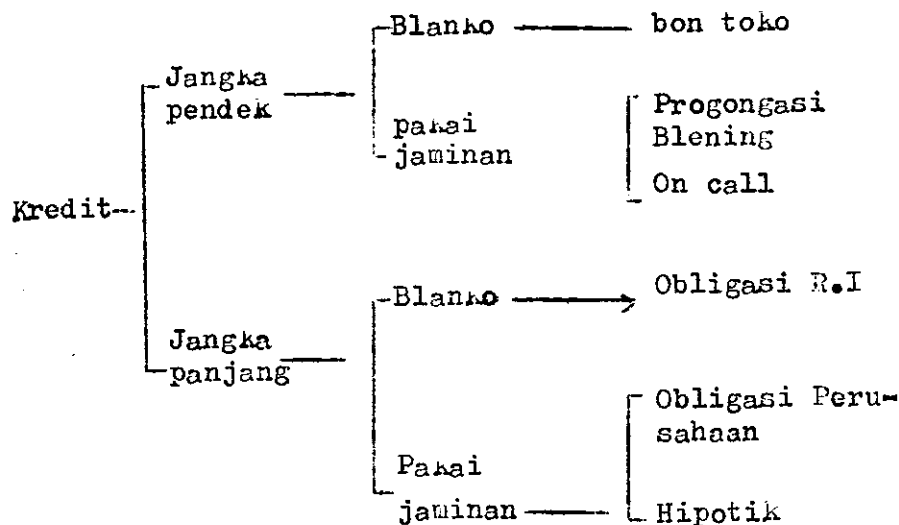 Blanko
bon toko
Jangka
pendek
pakai
jaminan
Progongasi
Blening
On call
Kredit
Blanko
Obligasi R.I
Jangka
panjang
Obligasi Peru-
sahaan
Pakai
jaminan
Hipotik